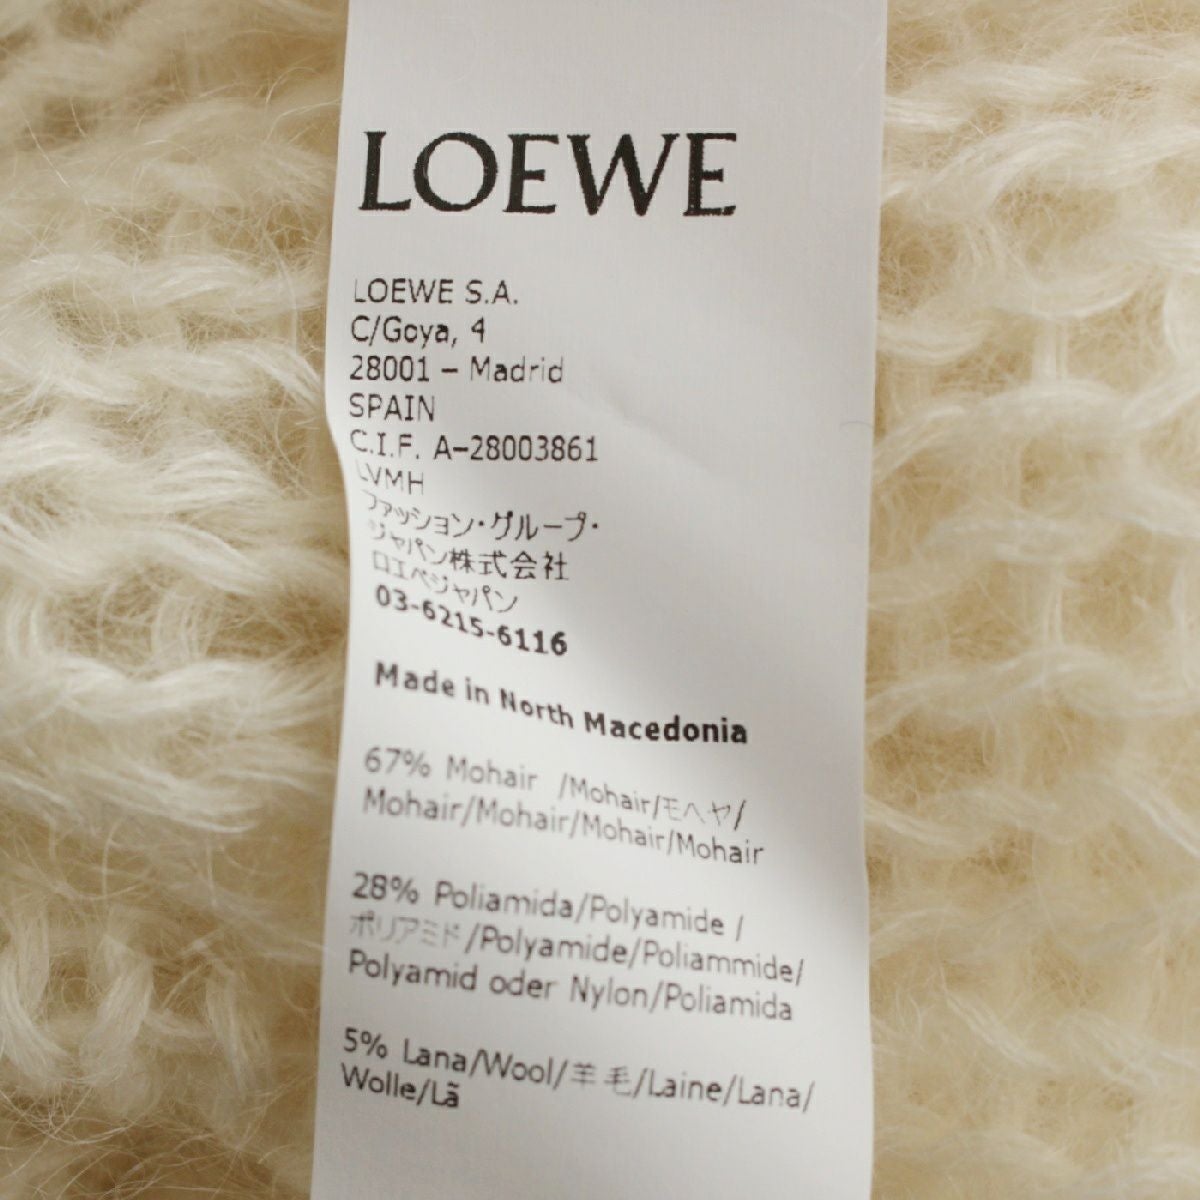 LOEWE
LOEWE S.A.
C/Goya, 4
28001 – Madrid
SPAIN
C.I.F. A-28003861
LVMH
ファッション・グループ・
ジャパン株式会社
ロエベジャパン
03-6215-6116
Made in North Macedonia
67% Mohair /Mohair/モヘヤ/
Mohair/Mohair/Mohair/Mohair
28% Poliamida/Polyamide /
ポリアミド/Polyamide/Poliammide/
Polyamid oder Nylon/Poliamida
5% Lana/Wool/羊毛/Laine/Lana/
Wolle/Lã